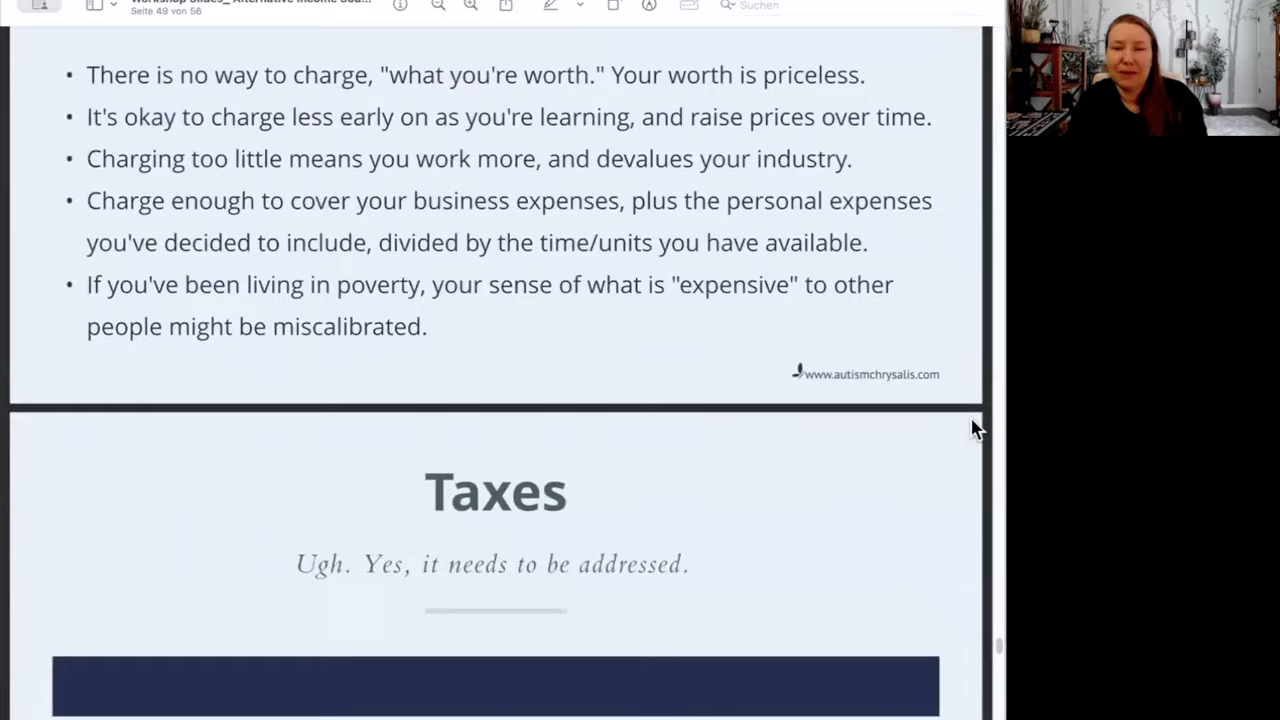 Workshop Slides_ Alternative Income Sou...
Seite 49 von 56
Suchen
• There is no way to charge, "what you're worth." Your worth is priceless.
• It's okay to charge less early on as you're learning, and raise prices over time.
• Charging too little means you work more, and devalues your industry.
• Charge enough to cover your business expenses, plus the personal expenses
you've decided to include, divided by the time/units you have available.
• If you've been living in poverty, your sense of what is "expensive" to other
people might be miscalibrated.
www.autismchrysalis.com
Taxes
Ugh. Yes, it needs to be addressed.